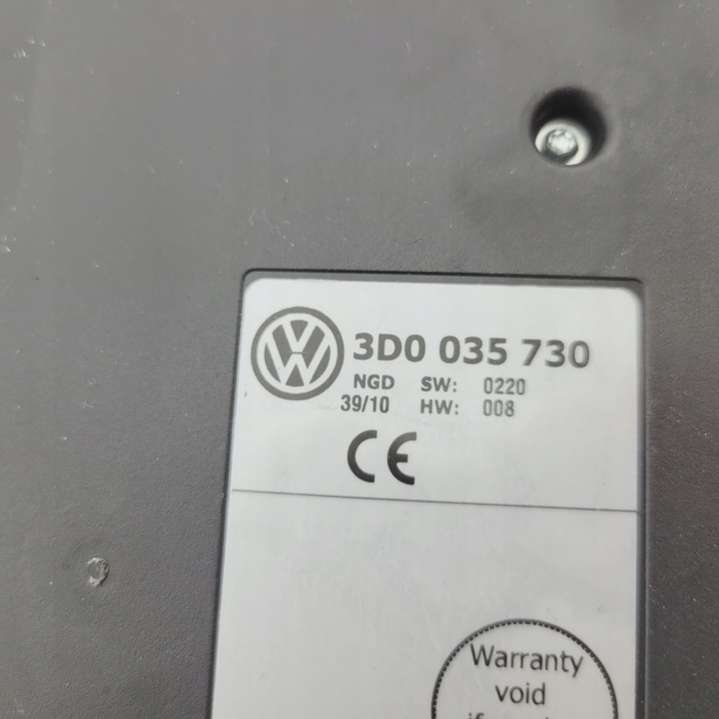 3D0 035 730
NGD SW: 0220
39/10 HW: 008
CE
Warranty
void